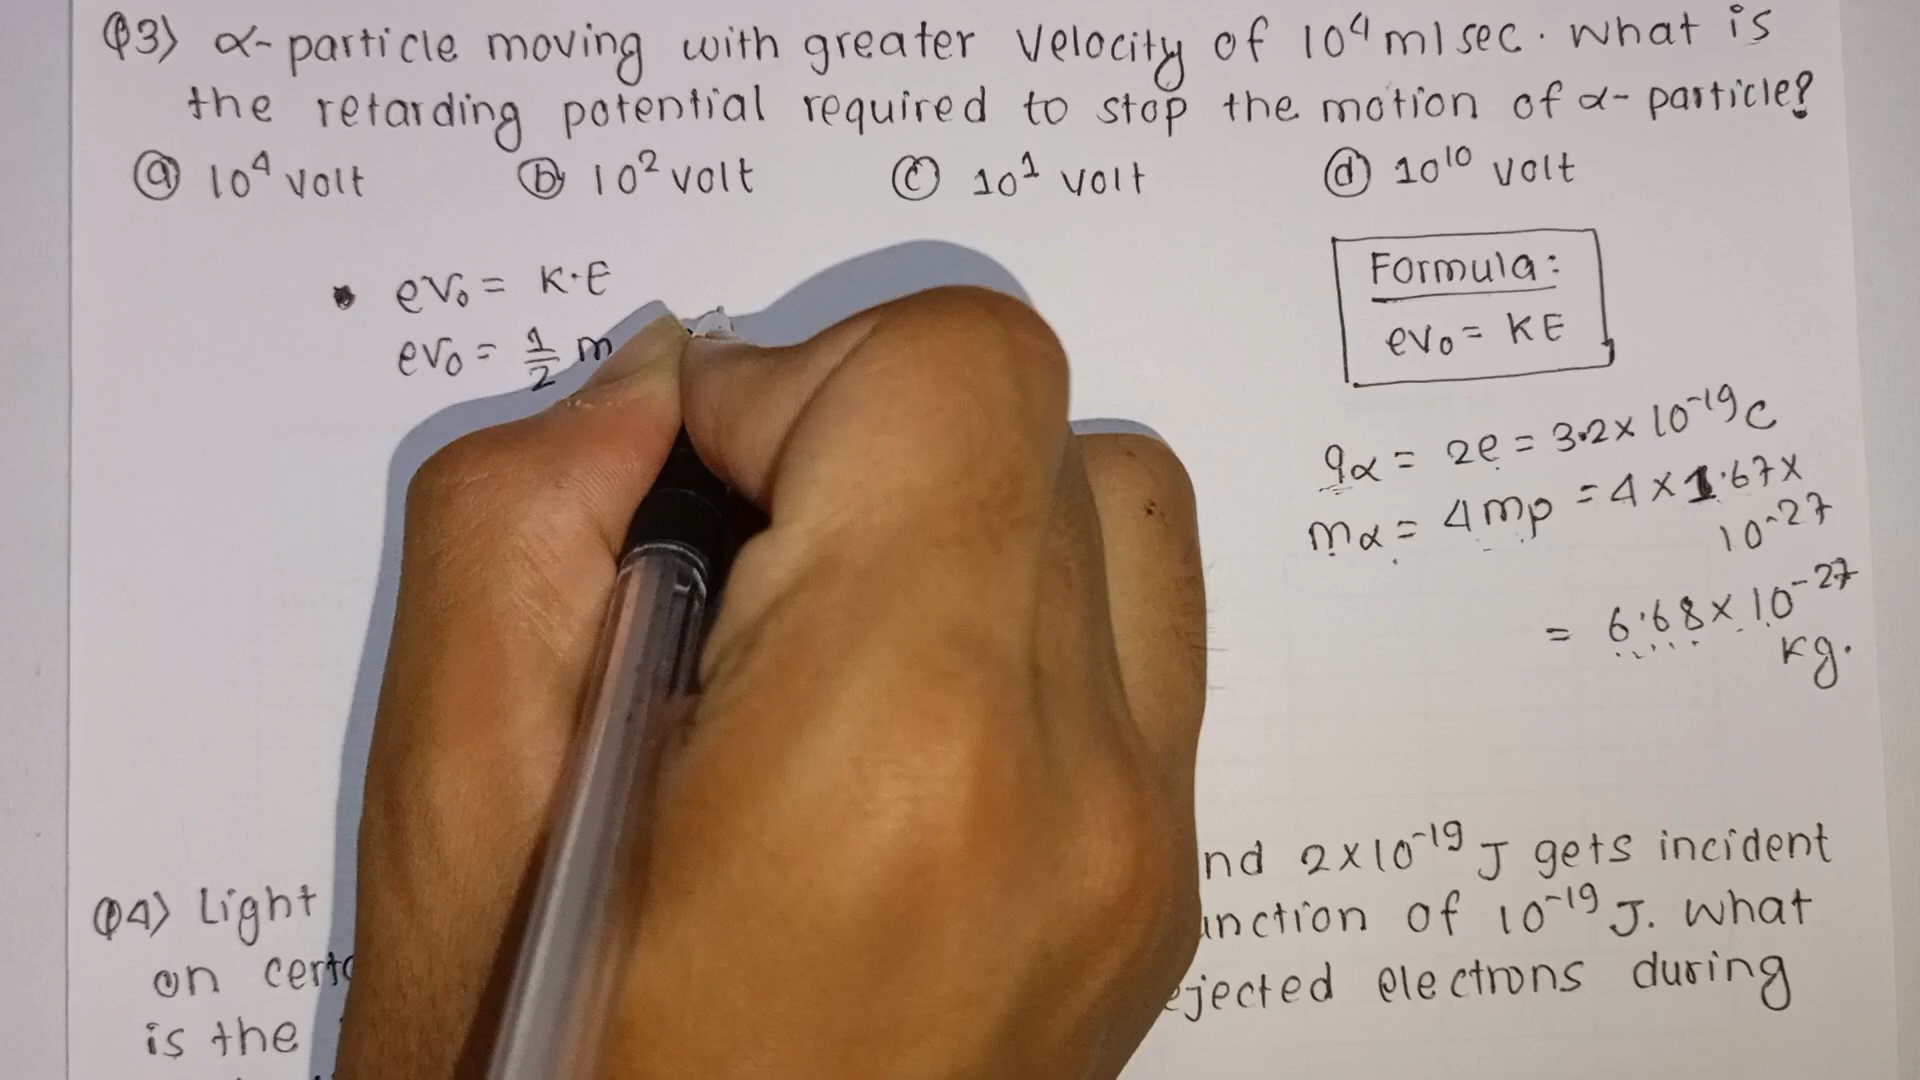 Q3) α-particle moving with greater velocity of 10⁴ m/sec. What is
the retarding potential required to stop the motion of α-particle?
ⓐ 10⁴ volt ⓑ 10² volt ⓒ 10¹ volt ⓓ 10¹⁰ volt
• eV₀ = K.E
eV₀ = 1/2 m
Formula:
eV₀ = KE
qα = 2e = 3.2 × 10⁻¹⁹ C
mα = 4mp = 4 × 1.67 ×
10⁻²⁷
= 6.68 × 10⁻²⁷
kg.
Q4) Light nd 2×10⁻¹⁹ J gets incident
on of 10⁻¹⁹ J. What
is the ejected electrons during